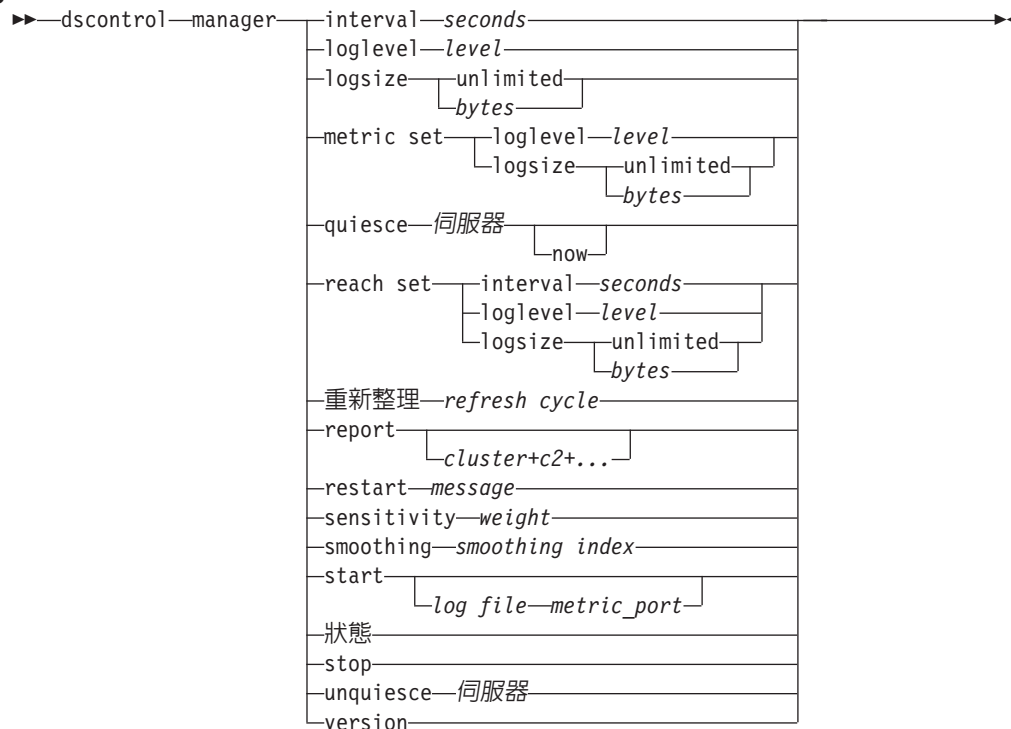 dscontrol manager interval seconds
loglevel level
logsize unlimited
bytes
metric set loglevel level
logsize unlimited
bytes
quiesce 伺服器
now
reach set interval seconds
loglevel level
logsize unlimited
bytes
重新整理 refresh cycle
report
cluster+c2+...
restart message
sensitivity weight
smoothing smoothing index
start
log file metric_port
狀態
stop
unquiesce 伺服器
version